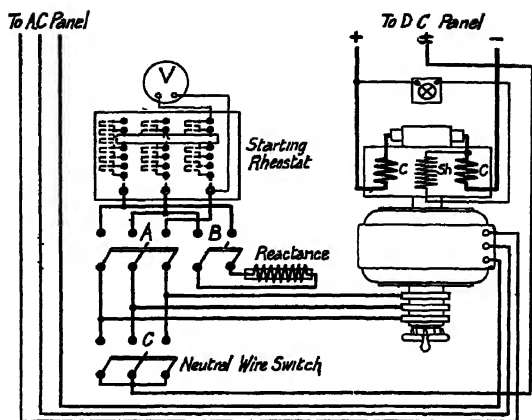 To AC Panel
To D C Panel
+
±
−
V
Starting
Rheostat
C
Sh
C
A
B
Reactance
C
Neutral Wire Switch